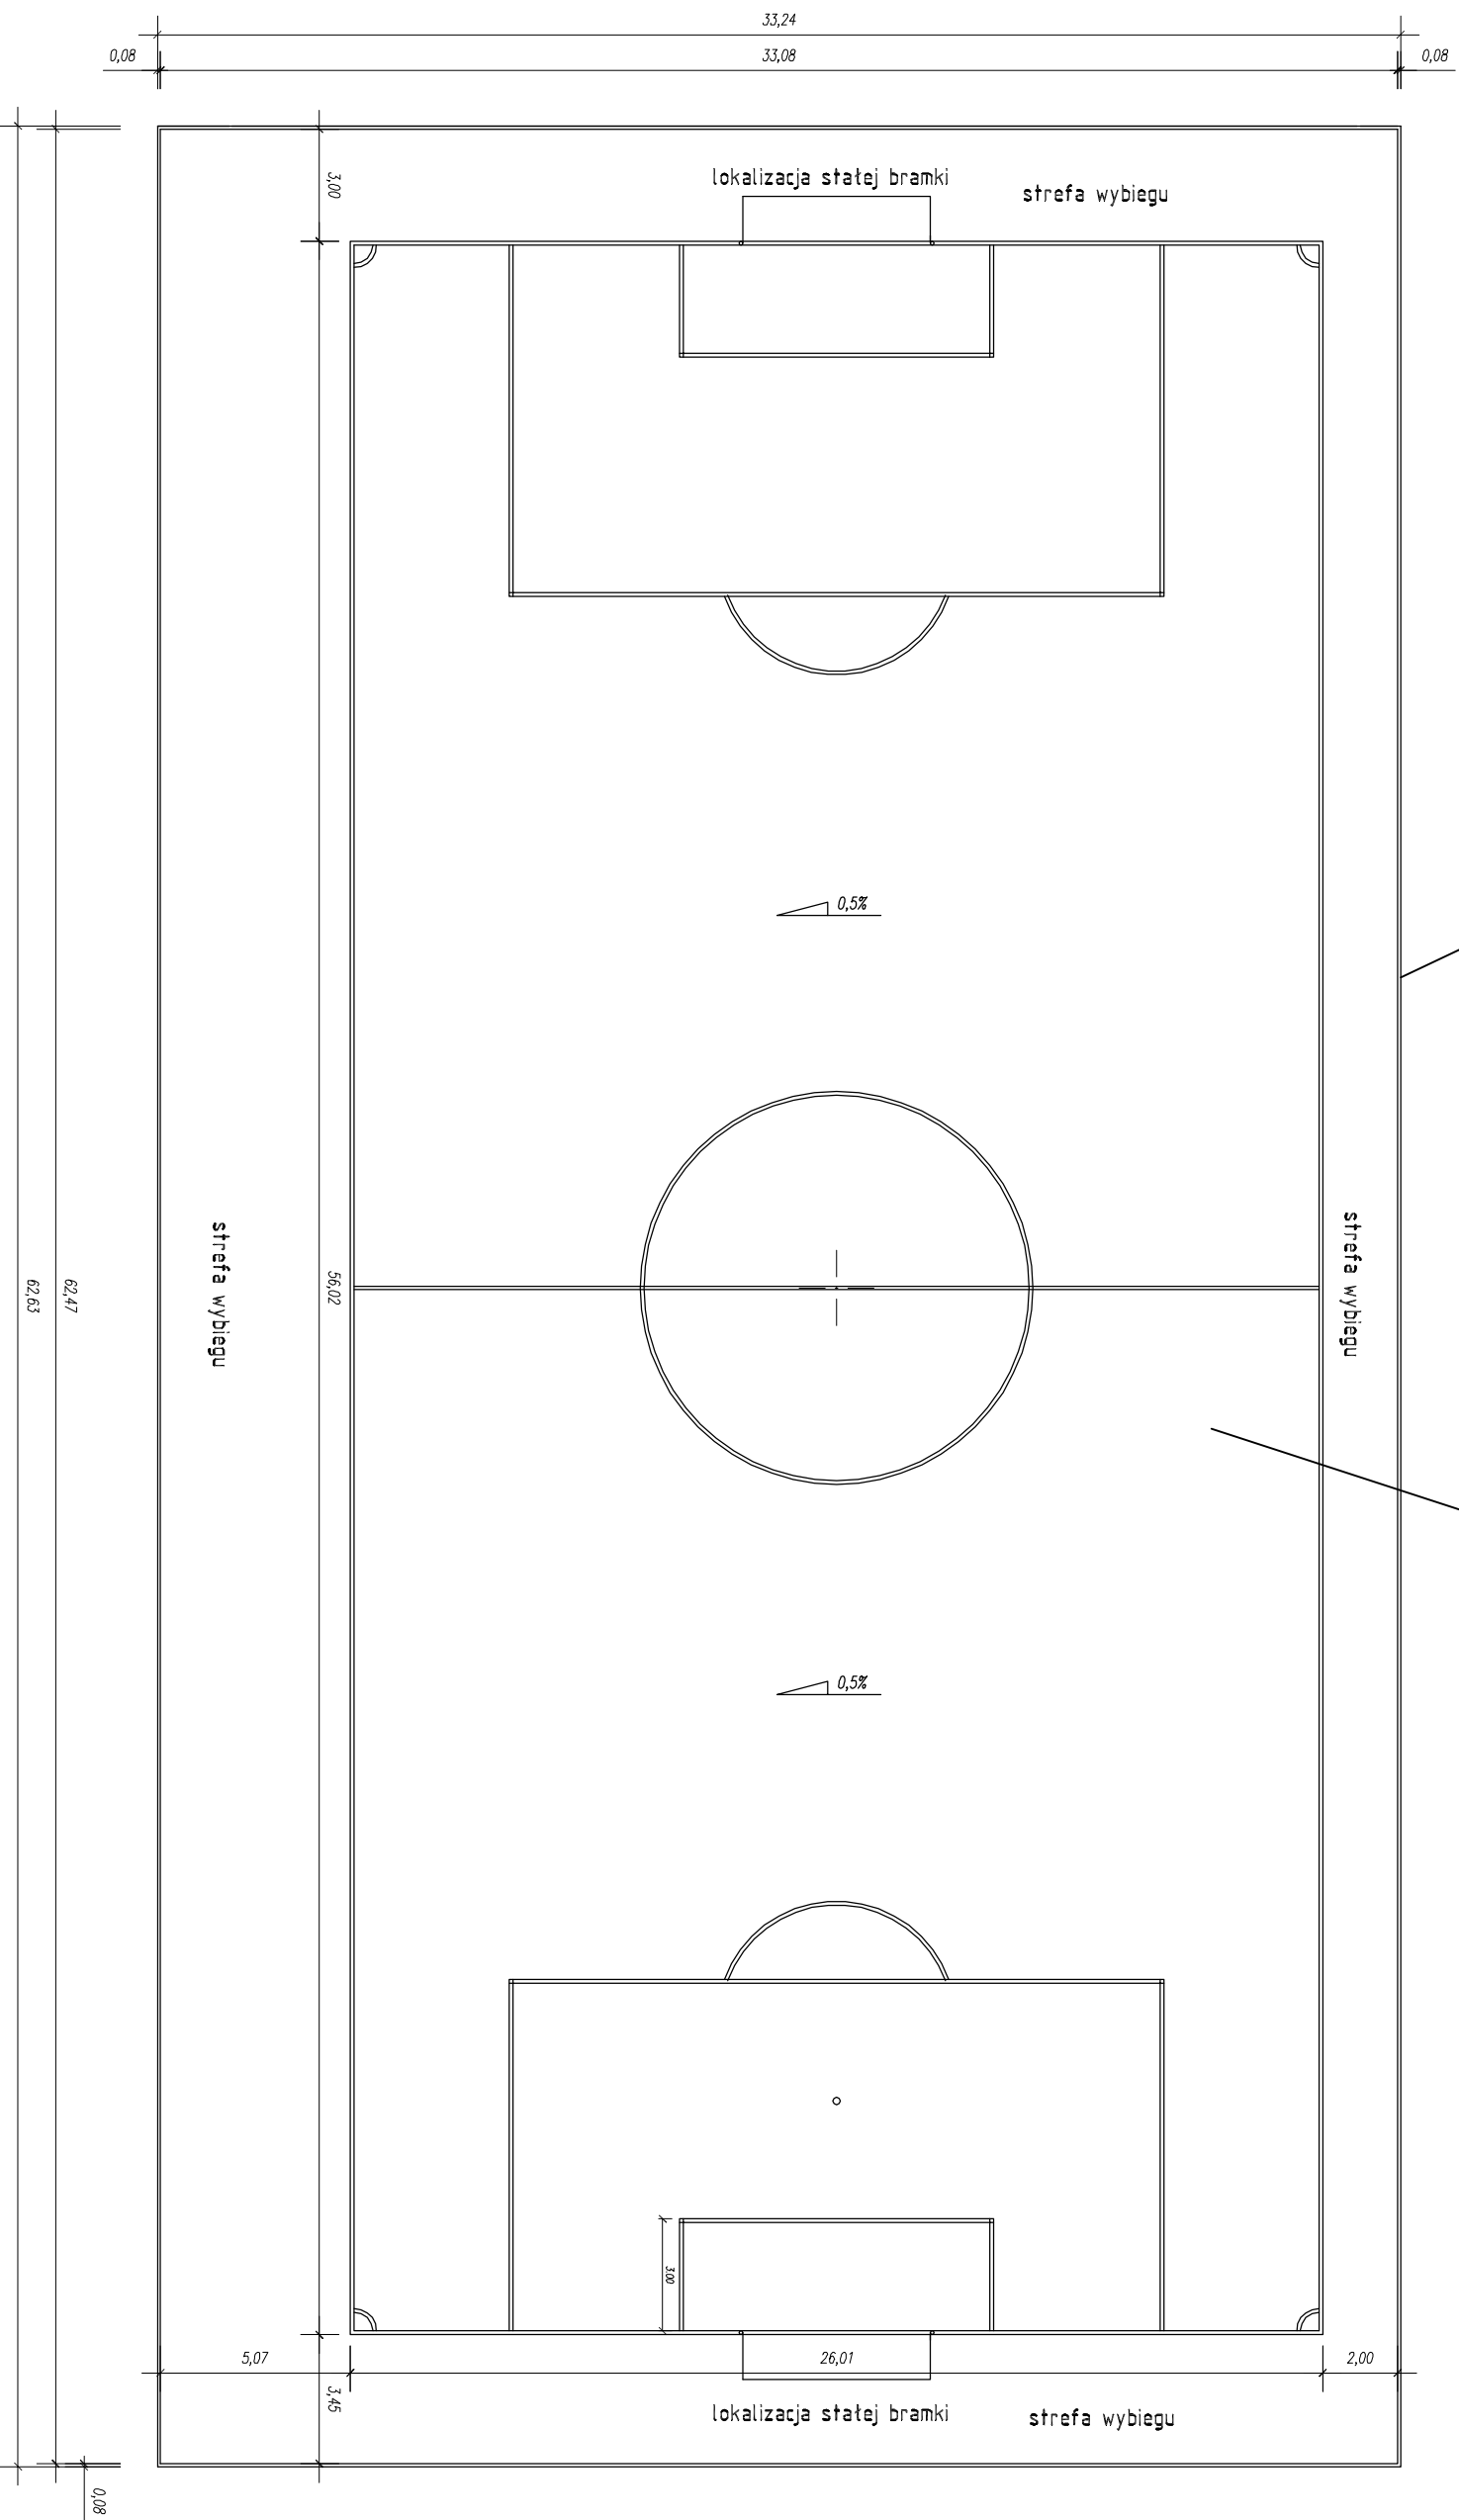 33,24
0,08
33,08
0,08
3,00
lokalizacja stałej bramki
strefa wybiegu
0,5%
strefa wybiegu
strefa wybiegu
56,02
62,47
62,63
0,5%
3,00
5,07
26,01
2,00
3,45
lokalizacja stałej bramki
strefa wybiegu
0,08